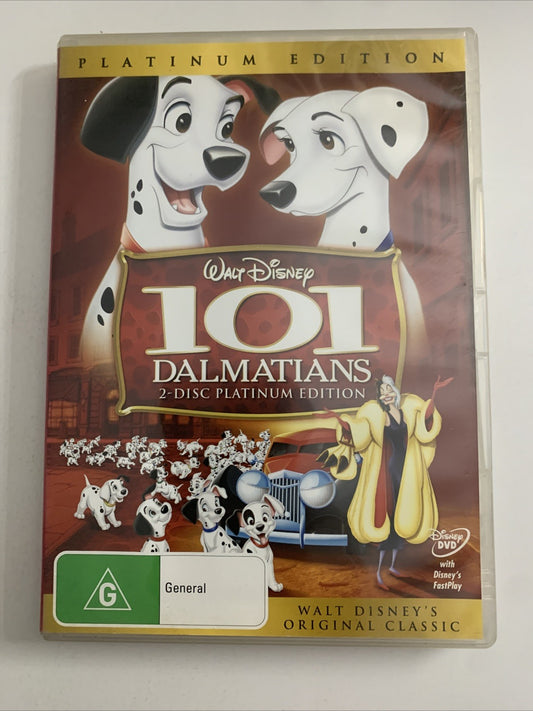 PLATINUM EDITION
WALT DISNEY
101
DALMATIANS
2-DISC PLATINUM EDITION
Disney
DVD
with
Disney's
FastPlay
G
General
WALT DISNEY'S
ORIGINAL CLASSIC